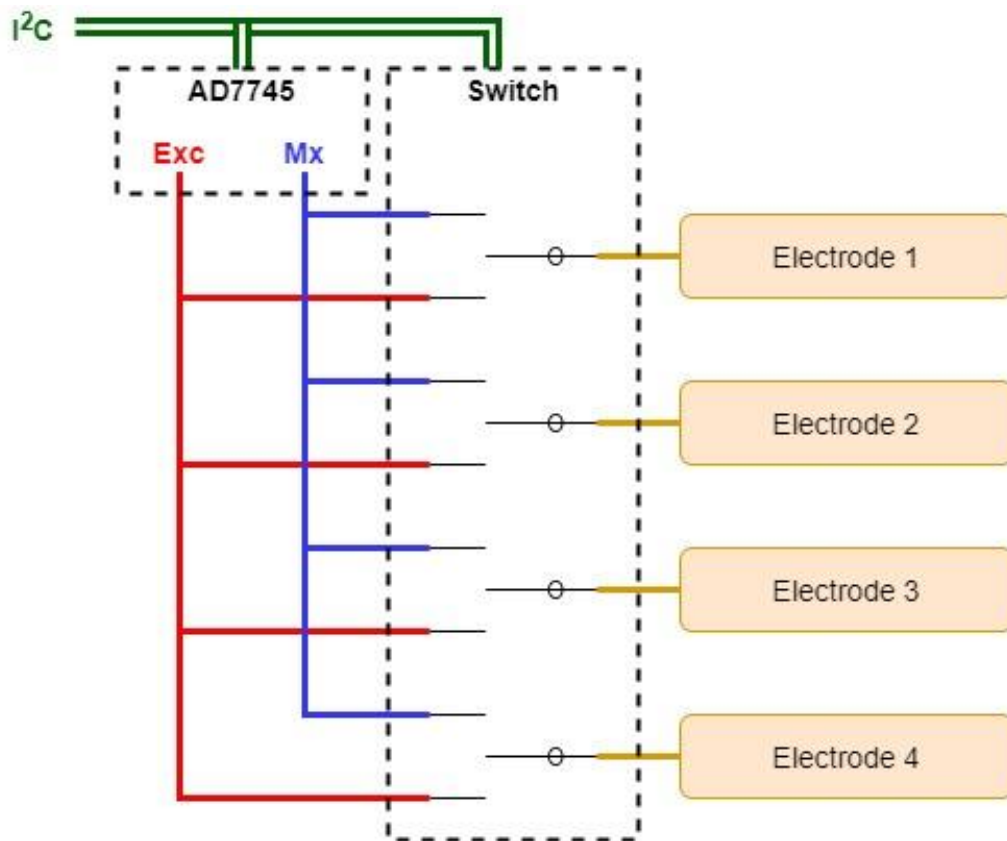 I²C
AD7745
Switch
Exc
Mx
Electrode 1
Electrode 2
Electrode 3
Electrode 4